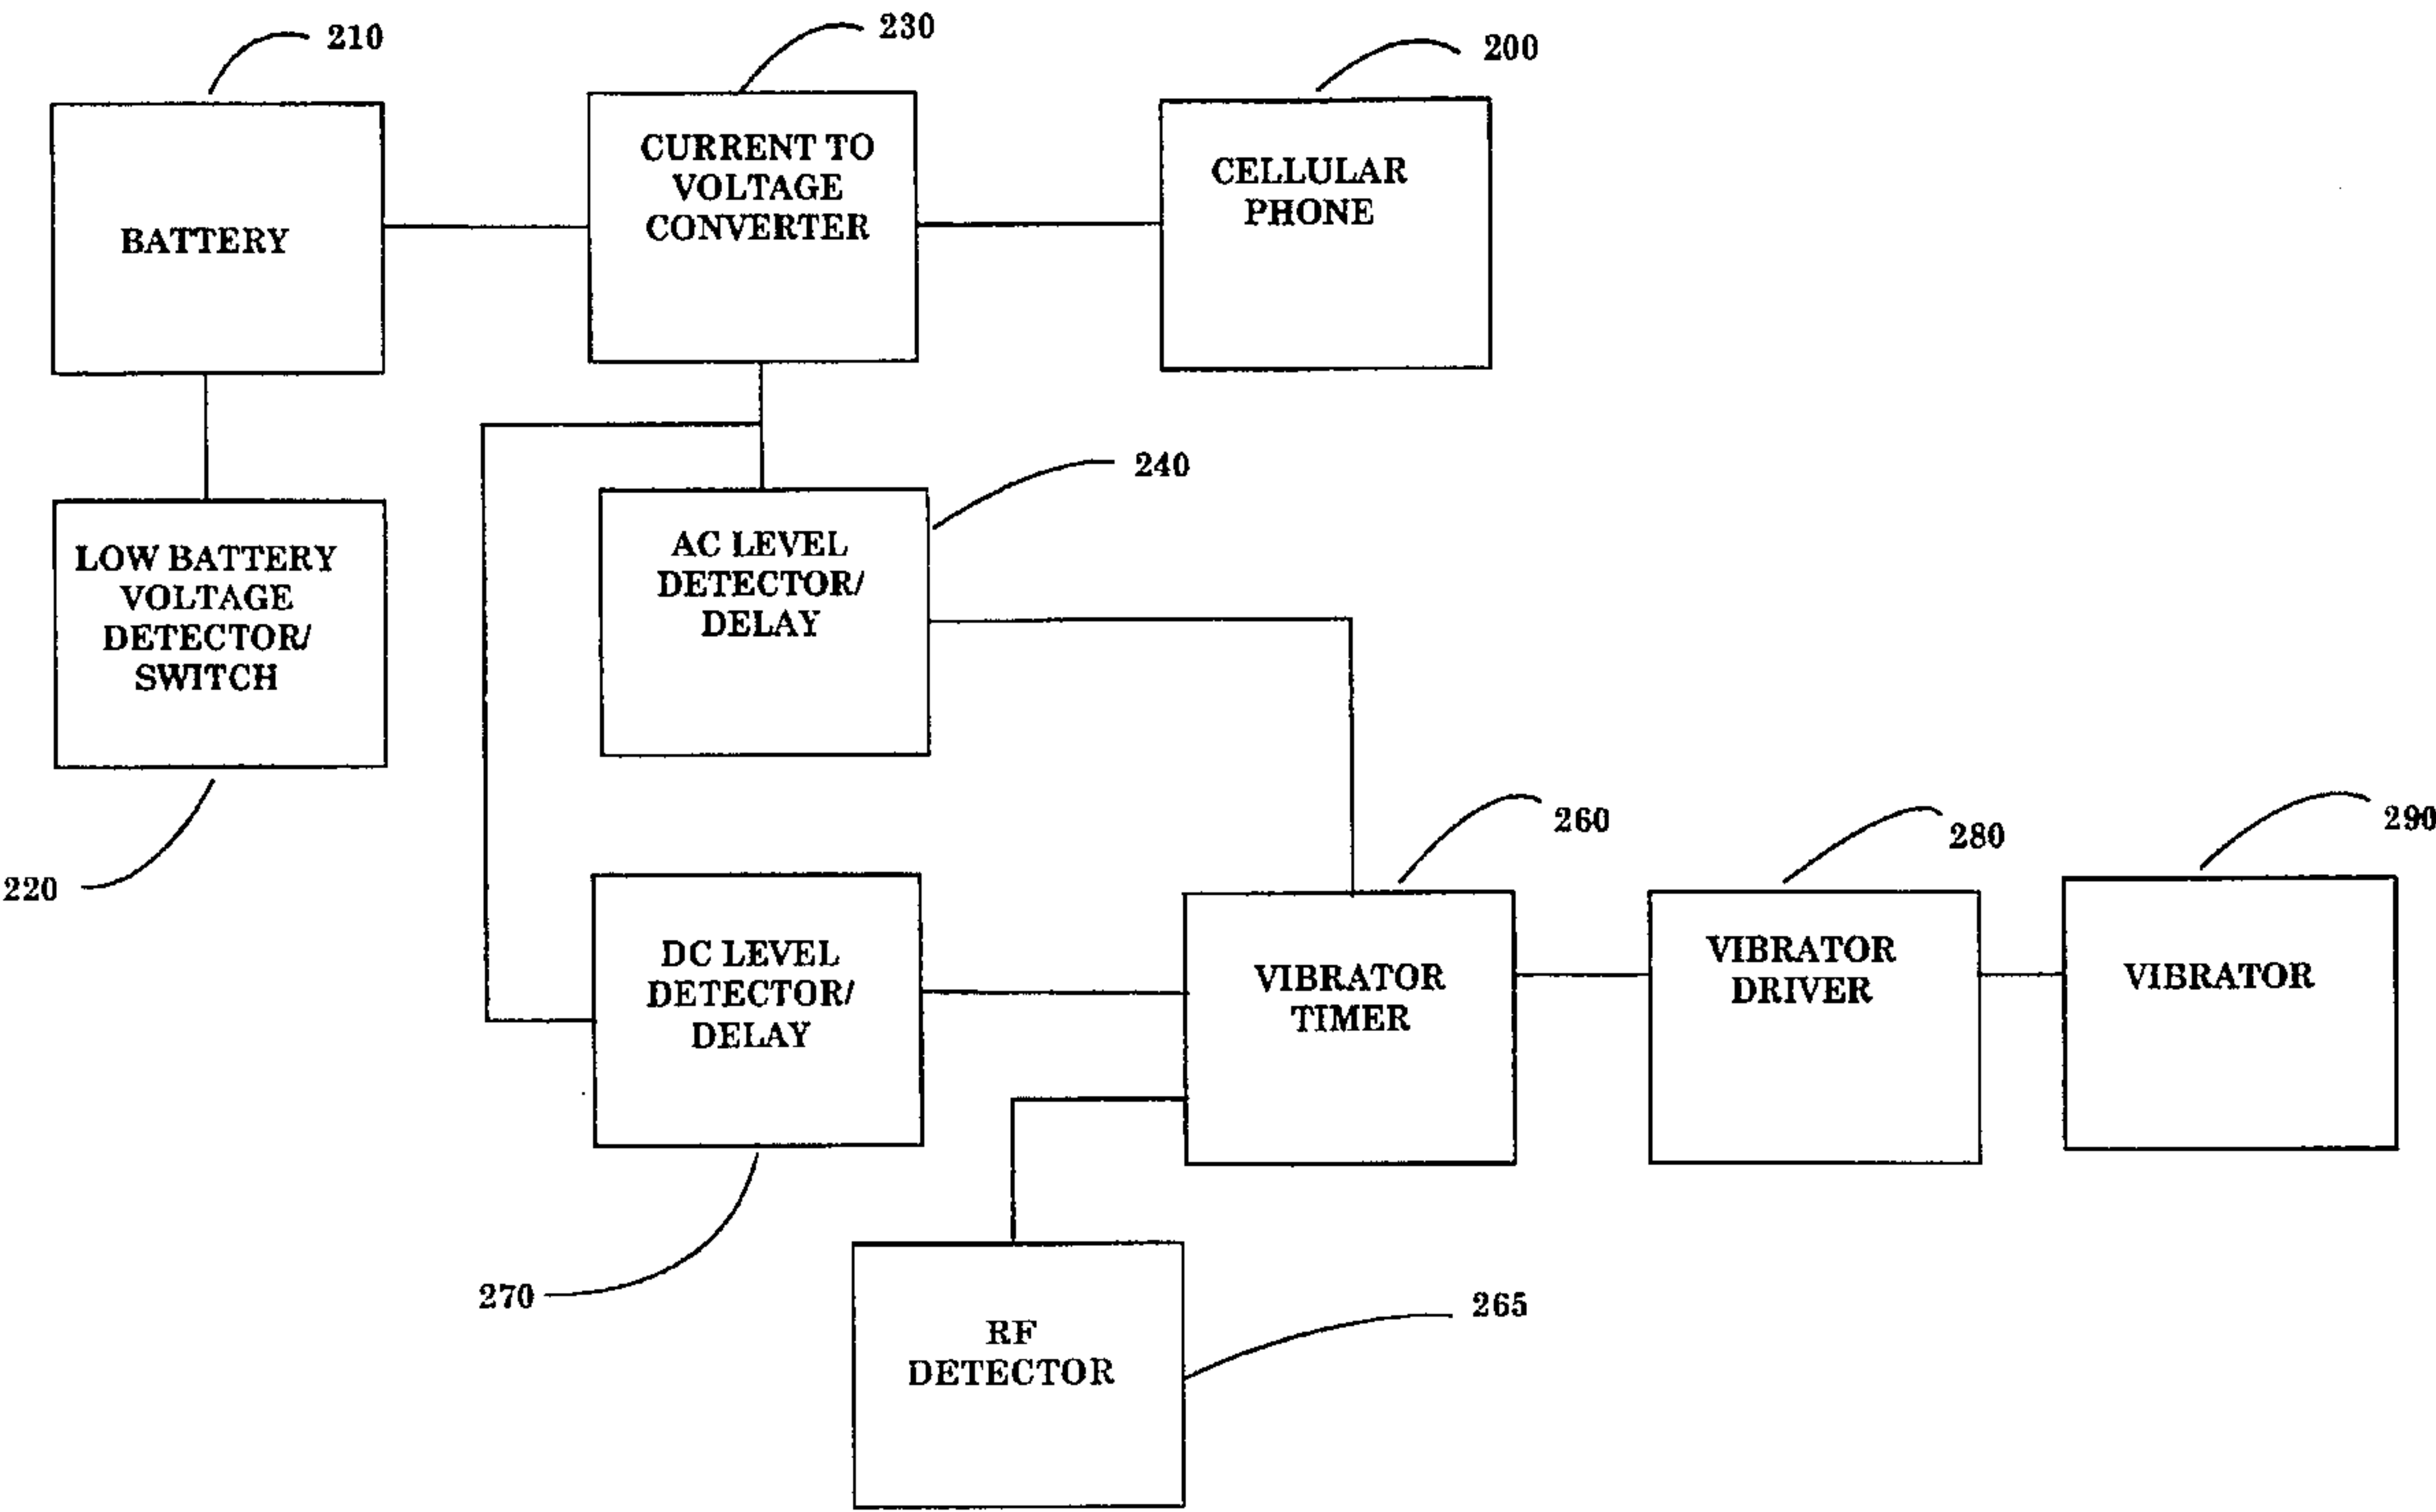 210
230
200
BATTERY
CURRENT TO
VOLTAGE
CONVERTER
CELLULAR
PHONE
240
LOW BATTERY
VOLTAGE
DETECTOR/
SWITCH
AC LEVEL
DETECTOR/
DELAY
220
260
280
290
DC LEVEL
DETECTOR/
DELAY
VIBRATOR
TIMER
VIBRATOR
DRIVER
VIBRATOR
270
265
RF
DETECTOR